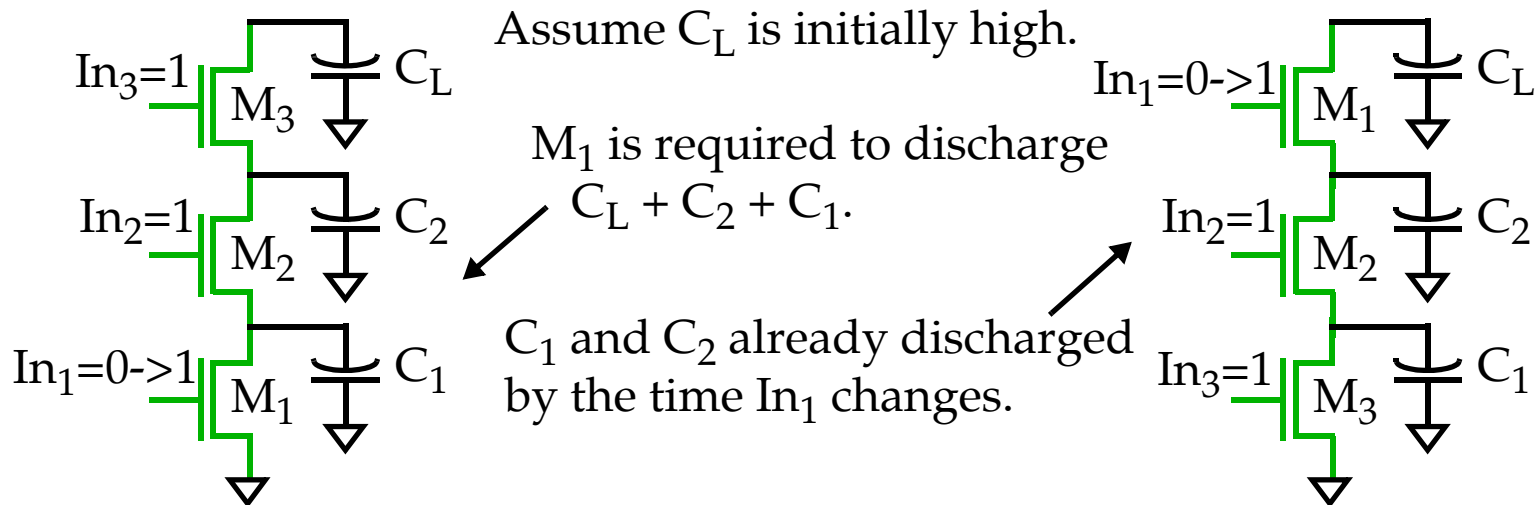 Assume C_L is initially high.
In_3=1
M_3
C_L
In_2=1
M_2
C_2
In_1=0->1
M_1
C_1
M_1 is required to discharge
C_L + C_2 + C_1.
C_1 and C_2 already discharged
by the time In_1 changes.
In_1=0->1
M_1
C_L
In_2=1
M_2
C_2
In_3=1
M_3
C_1